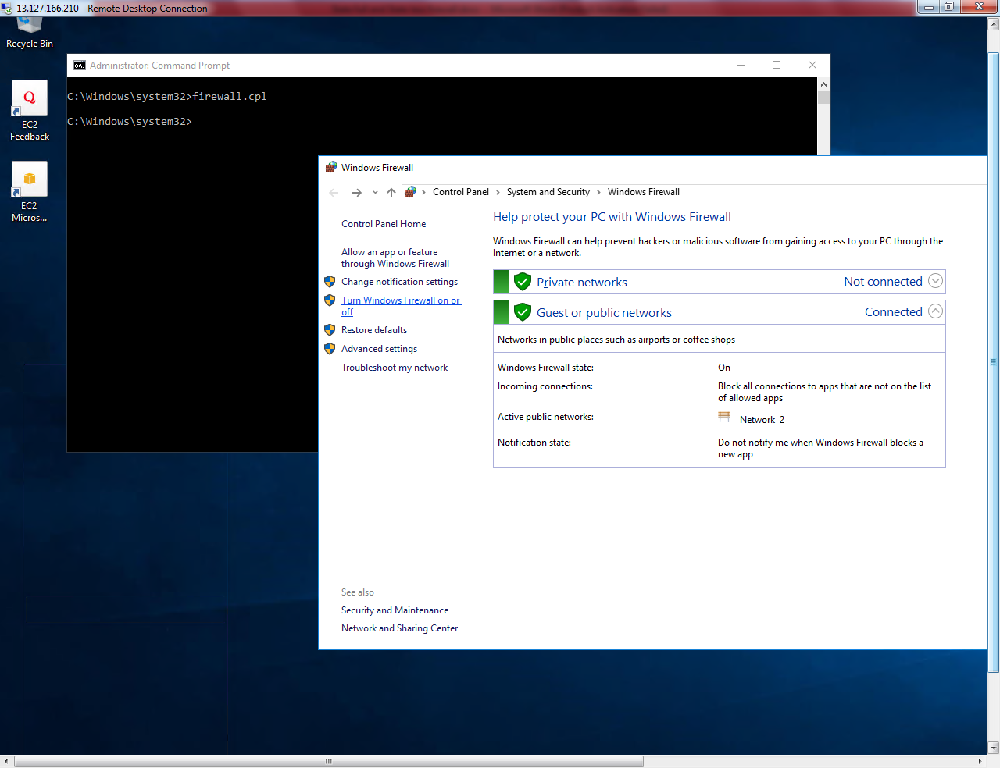 13.127.166.210 - Remote Desktop Connection
Recycle Bin
EC2
Feedback
EC2
Micros...
Administrator: Command Prompt
C:\Windows\system32>firewall.cpl
C:\Windows\system32>
Windows Firewall
Control Panel
System and Security
Windows Firewall
Control Panel Home
Allow an app or feature
through Windows Firewall
Change notification settings
Turn Windows Firewall on or
off
Restore defaults
Advanced settings
Troubleshoot my network
See also
Security and Maintenance
Network and Sharing Center
Help protect your PC with Windows Firewall
Windows Firewall can help prevent hackers or malicious software from gaining access to your PC through the
Internet or a network.
Private networks Not connected
Guest or public networks Connected
Networks in public places such as airports or coffee shops
Windows Firewall state: On
Incoming connections: Block all connections to apps that are not on the list
of allowed apps
Active public networks: Network 2
Notification state: Do not notify me when Windows Firewall blocks a
new app